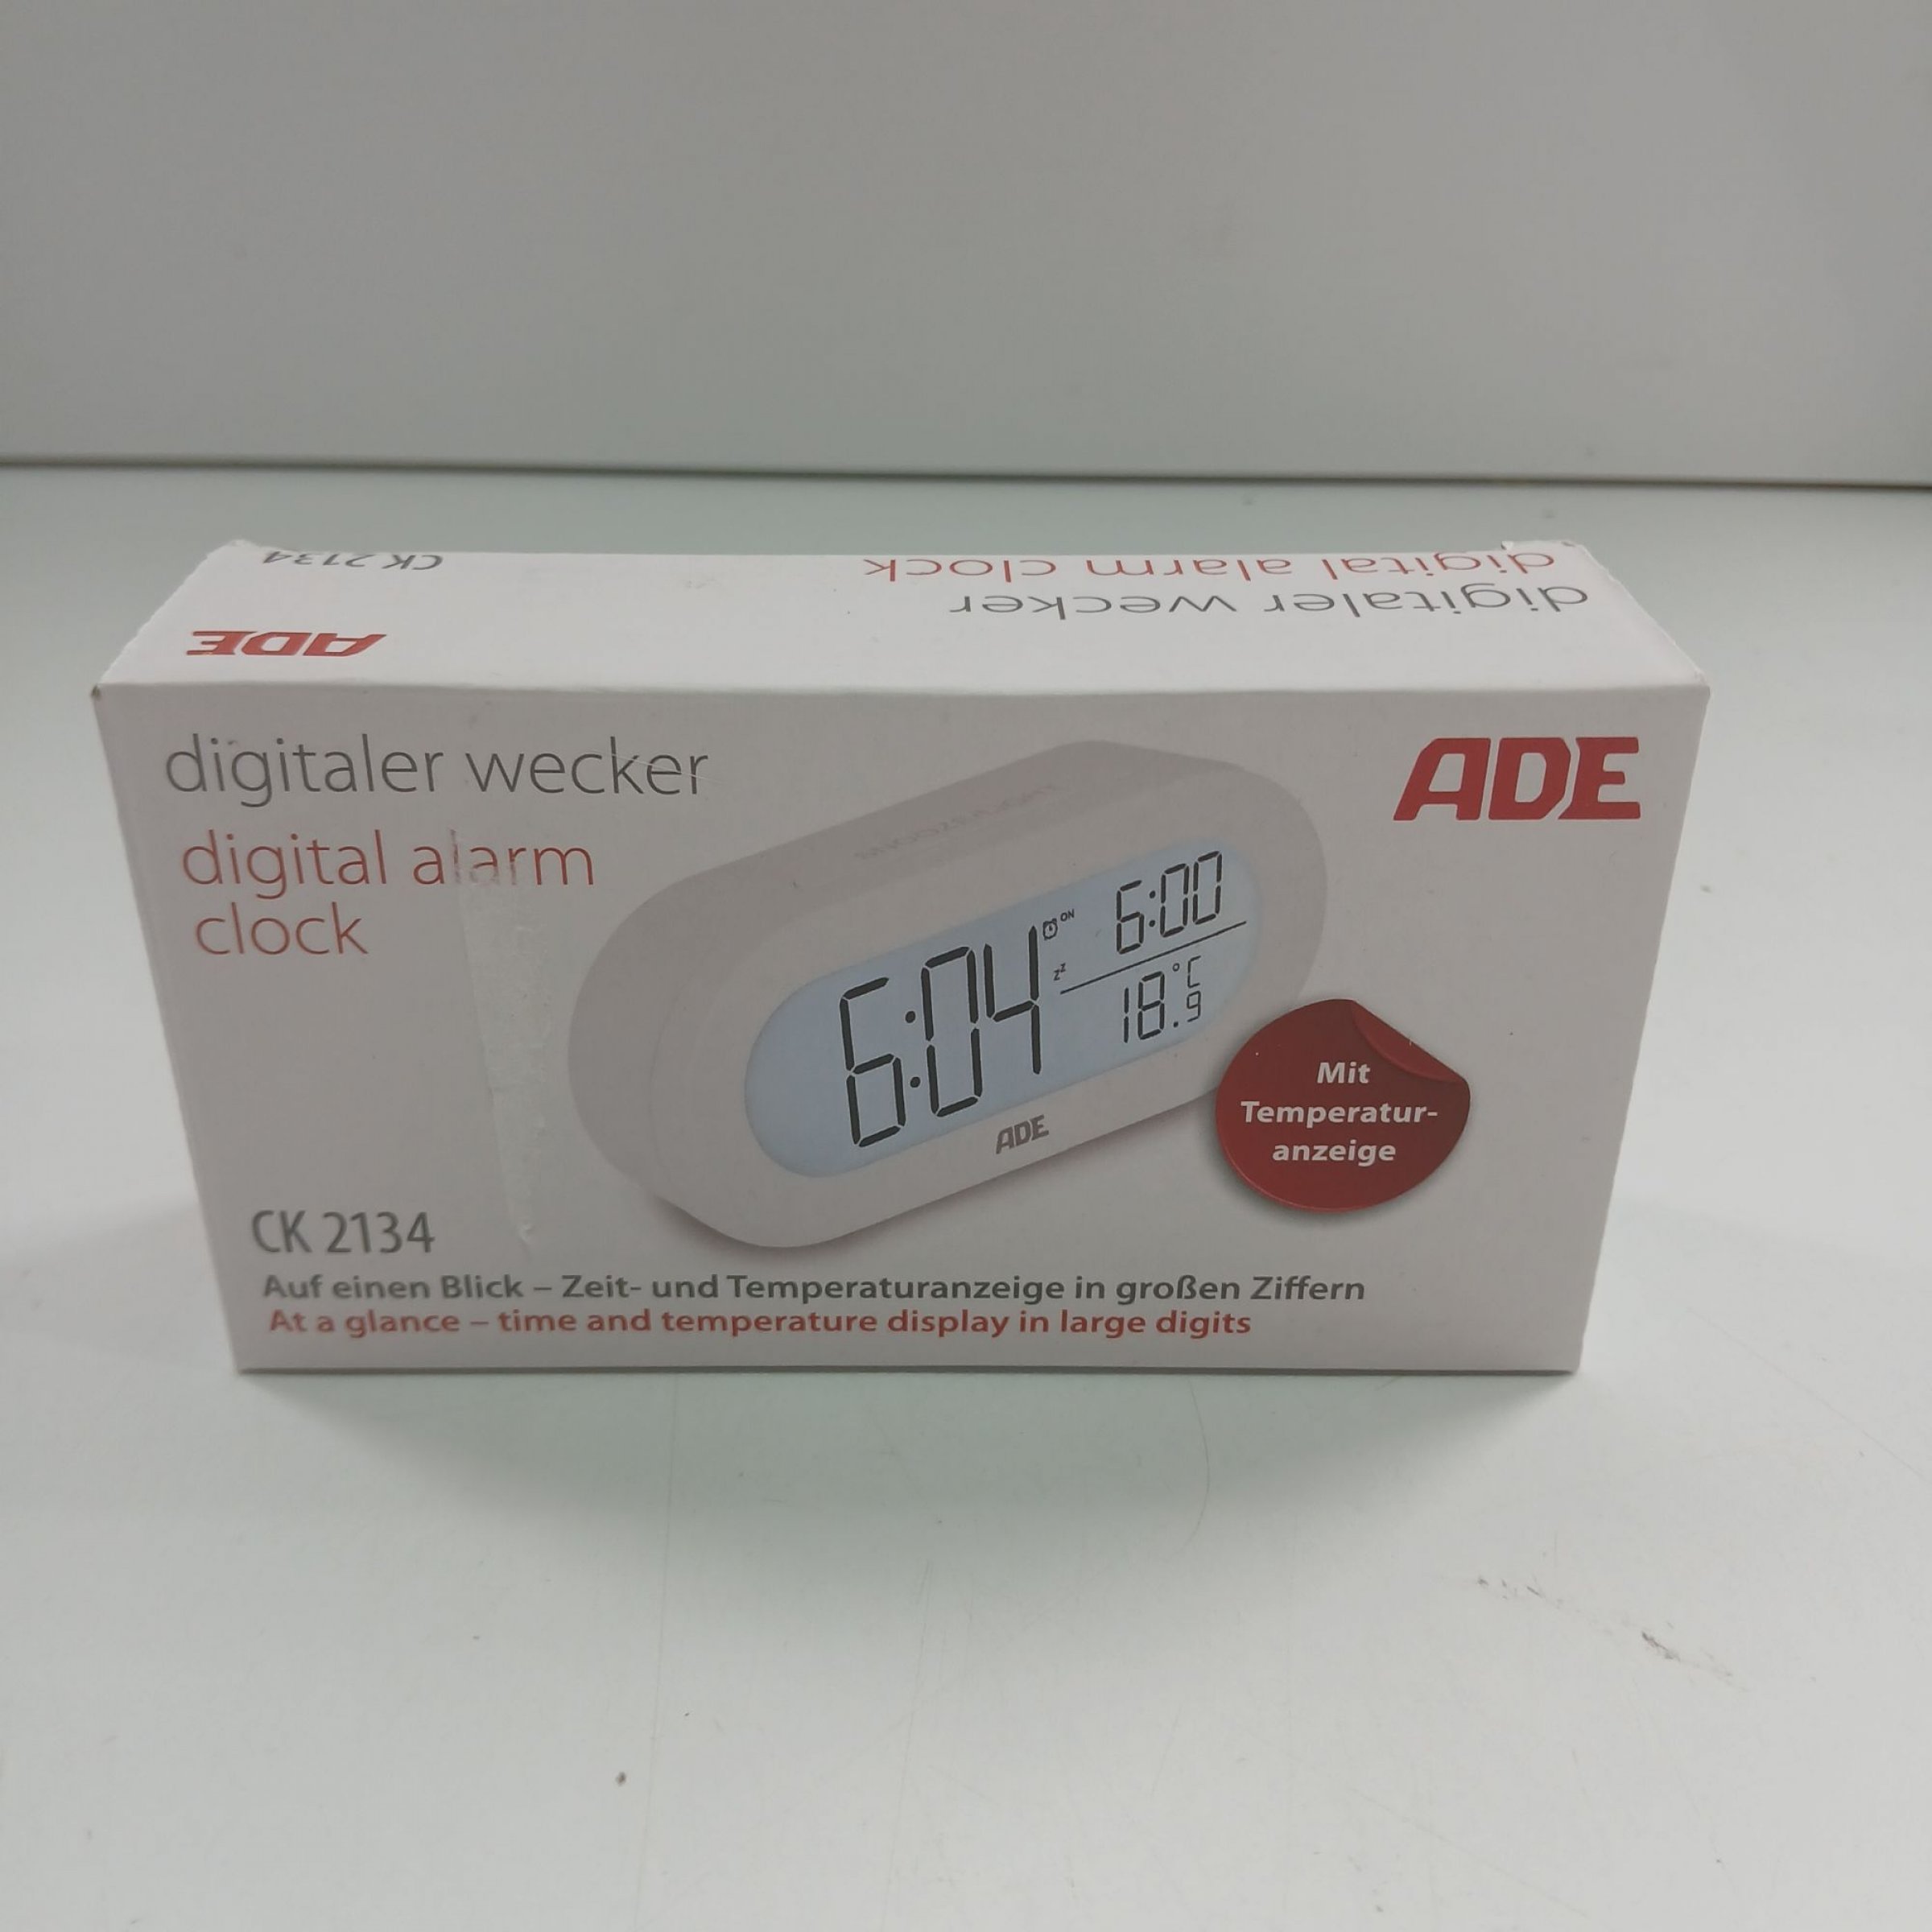 CK 2134
digital alarm clock
digitaler wecker
ADE
digitaler wecker
digital alarm
clock
ADE
6:04
ON
6:00
zz
18.9 °C
ADE
Mit
Temperatur-
anzeige
CK 2134
Auf einen Blick – Zeit- und Temperaturanzeige in großen Ziffern
At a glance – time and temperature display in large digits